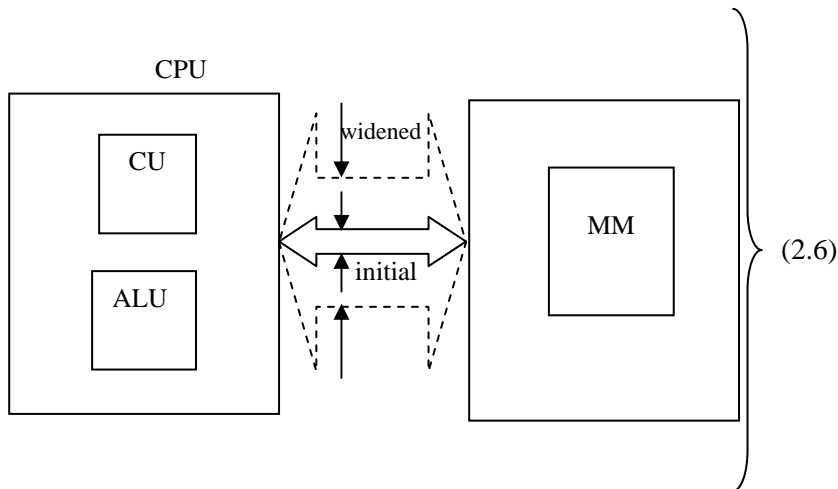 CPU
widened
CU
MM
(2.6)
initial
ALU